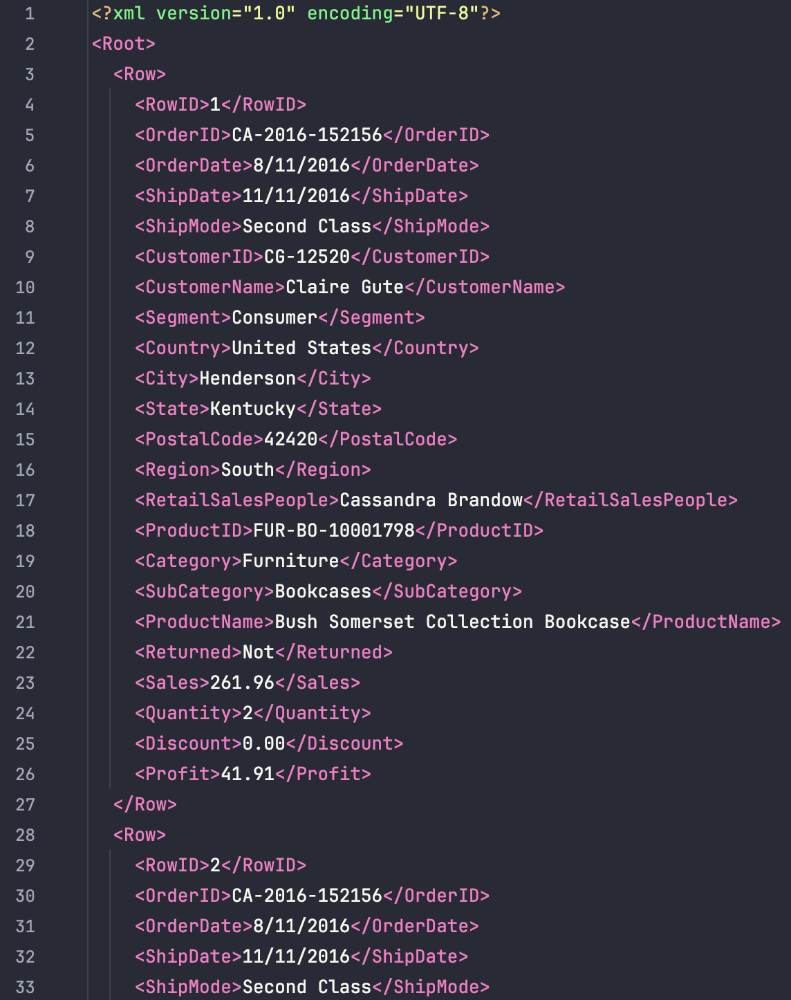 1 <?xml version="1.0" encoding="UTF-8"?>
2 <Root>
3 <Row>
4 <RowID>1</RowID>
5 <OrderID>CA-2016-152156</OrderID>
6 <OrderDate>8/11/2016</OrderDate>
7 <ShipDate>11/11/2016</ShipDate>
8 <ShipMode>Second Class</ShipMode>
9 <CustomerID>CG-12520</CustomerID>
10 <CustomerName>Claire Gute</CustomerName>
11 <Segment>Consumer</Segment>
12 <Country>United States</Country>
13 <City>Henderson</City>
14 <State>Kentucky</State>
15 <PostalCode>42420</PostalCode>
16 <Region>South</Region>
17 <RetailSalesPeople>Cassandra Brandow</RetailSalesPeople>
18 <ProductID>FUR-BO-10001798</ProductID>
19 <Category>Furniture</Category>
20 <SubCategory>Bookcases</SubCategory>
21 <ProductName>Bush Somerset Collection Bookcase</ProductName>
22 <Returned>Not</Returned>
23 <Sales>261.96</Sales>
24 <Quantity>2</Quantity>
25 <Discount>0.00</Discount>
26 <Profit>41.91</Profit>
27 </Row>
28 <Row>
29 <RowID>2</RowID>
30 <OrderID>CA-2016-152156</OrderID>
31 <OrderDate>8/11/2016</OrderDate>
32 <ShipDate>11/11/2016</ShipDate>
33 <ShipMode>Second Class</ShipMode>